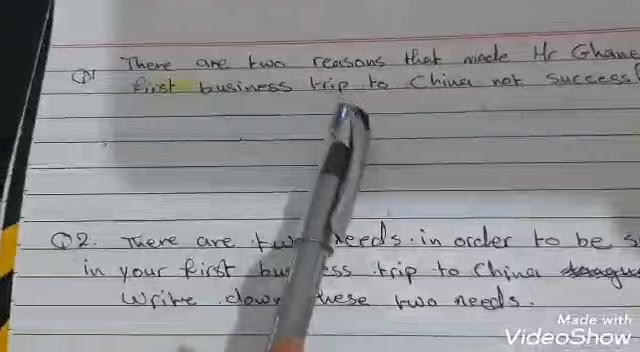 There are two reasons that made Mr Ghane
Q1 first business trip to China not success
Q2. There are two needs in order to be s
in your first business trip to China
Write down these two needs.
Made with
VideoShow